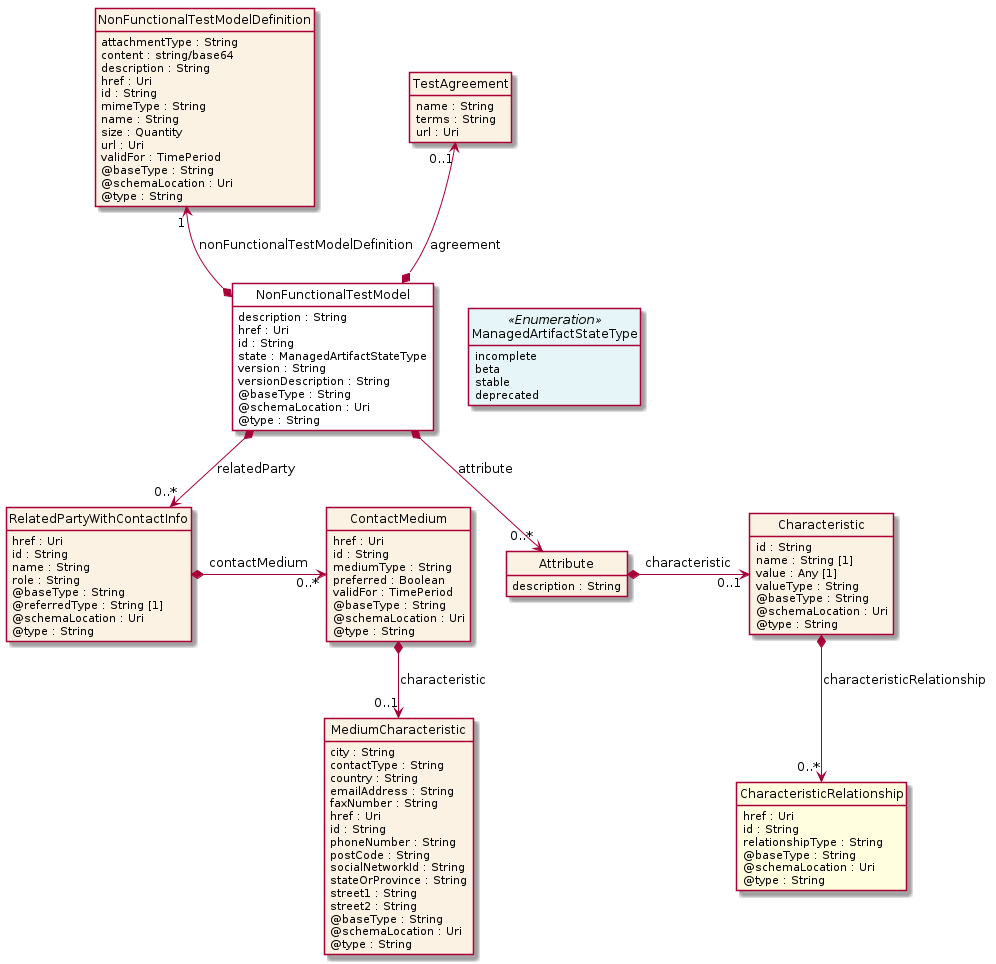 NonFunctionalTestModelDefinition
attachmentType : String
content : string/base64
description : String
href : Uri
id : String
mimeType : String
name : String
size : Quantity
url : Uri
validFor : TimePeriod
@baseType : String
@schemaLocation : Uri
@type : String
TestAgreement
name : String
terms : String
url : Uri
0..1
1
nonFunctionalTestModelDefinition
agreement
NonFunctionalTestModel
description : String
href : Uri
id : String
state : ManagedArtifactStateType
version : String
versionDescription : String
@baseType : String
@schemaLocation : Uri
@type : String
«Enumeration»
ManagedArtifactStateType
incomplete
beta
stable
deprecated
relatedParty
0..*
attribute
0..*
RelatedPartyWithContactInfo
href : Uri
id : String
name : String
role : String
@baseType : String
@referredType : String [1]
@schemaLocation : Uri
@type : String
contactMedium
0..*
ContactMedium
href : Uri
id : String
mediumType : String
preferred : Boolean
validFor : TimePeriod
@baseType : String
@schemaLocation : Uri
@type : String
Attribute
description : String
characteristic
0..1
Characteristic
id : String
name : String [1]
value : Any [1]
valueType : String
@baseType : String
@schemaLocation : Uri
@type : String
characteristic
0..1
characteristicRelationship
0..*
MediumCharacteristic
city : String
contactType : String
country : String
emailAddress : String
faxNumber : String
href : Uri
id : String
phoneNumber : String
postCode : String
socialNetworkId : String
stateOrProvince : String
street1 : String
street2 : String
@baseType : String
@schemaLocation : Uri
@type : String
CharacteristicRelationship
href : Uri
id : String
relationshipType : String
@baseType : String
@schemaLocation : Uri
@type : String